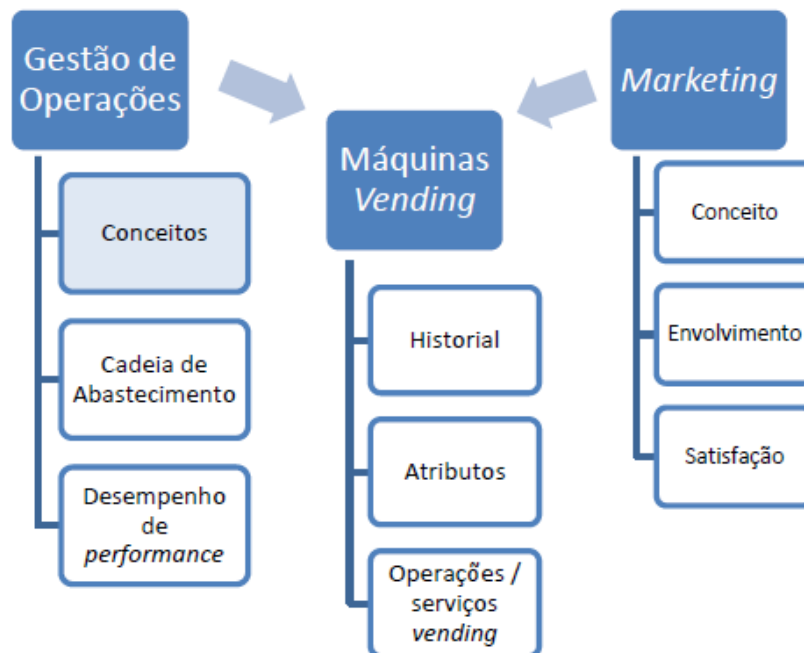 Gestão de
Operações
Conceitos
Cadeia de
Abastecimento
Desempenho
de
performance
Máquinas
Vending
Historial
Atributos
Operações /
serviços
vending
Marketing
Conceito
Envolvimento
Satisfação